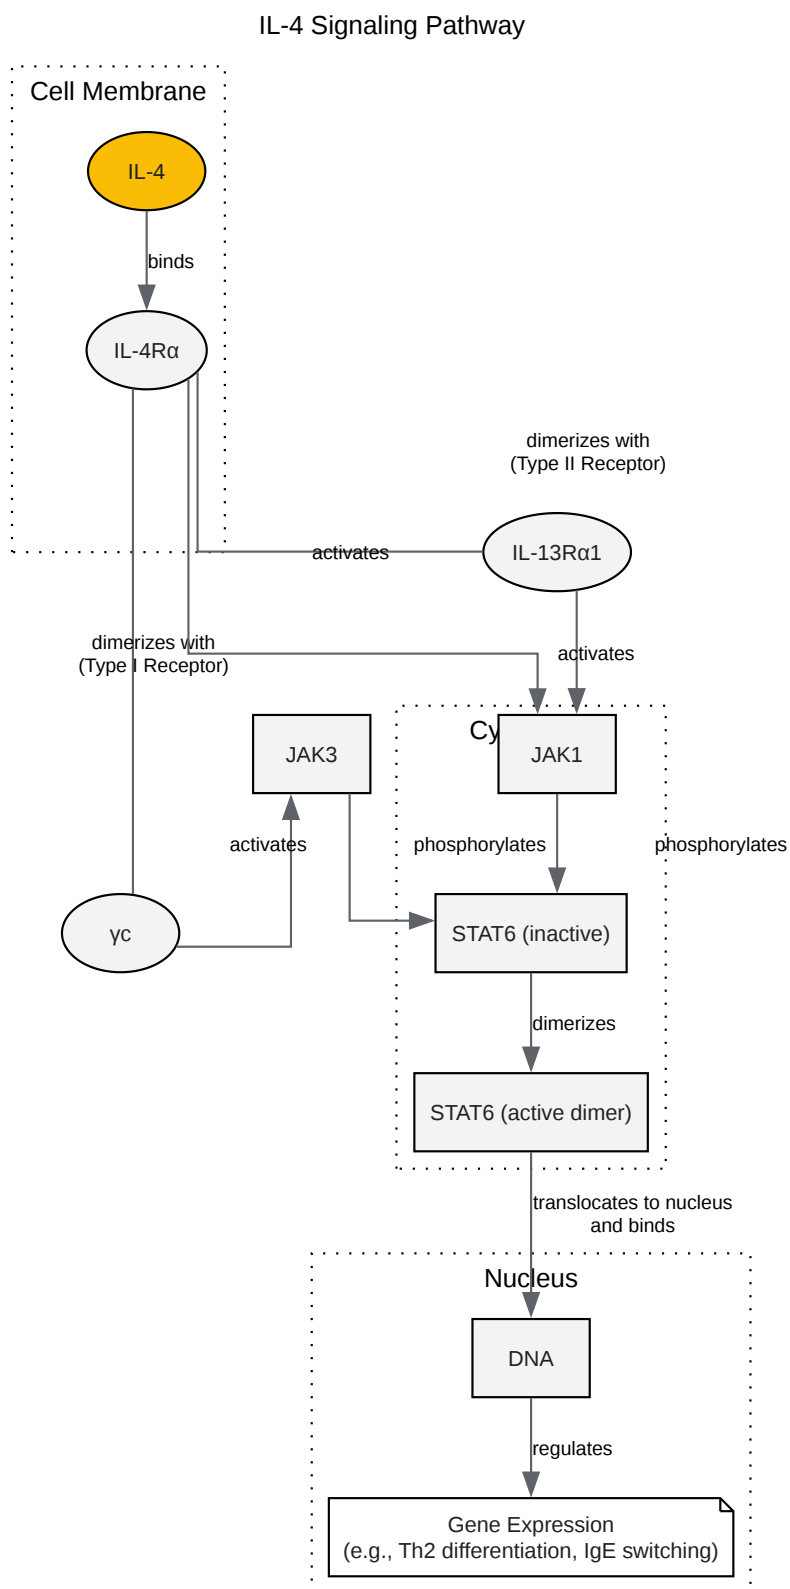 IL-4 Signaling Pathway
Cell Membrane
IL-4
binds
IL-4Rα
dimerizes with
(Type II Receptor)
activates
IL-13Rα1
dimerizes with
(Type I Receptor)
activates
Cy
JAK3
JAK1
activates
phosphorylates
phosphorylates
γc
STAT6 (inactive)
dimerizes
STAT6 (active dimer)
translocates to nucleus
and binds
Nucleus
DNA
regulates
Gene Expression
(e.g., Th2 differentiation, IgE switching)